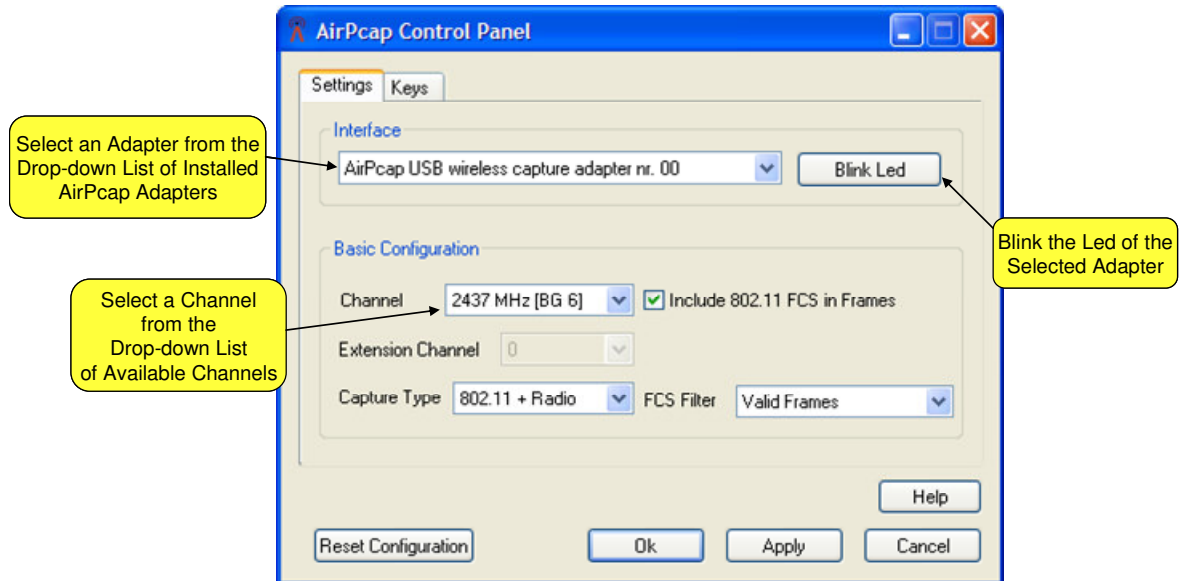 AirPcap Control Panel
Settings
Keys
Interface
Select an Adapter from the
Drop-down List of Installed
AirPcap Adapters
AirPcap USB wireless capture adapter nr. 00
Blink Led
Blink the Led of the
Selected Adapter
Basic Configuration
Select a Channel
from the
Drop-down List
of Available Channels
Channel
2437 MHz [BG 6]
Include 802.11 FCS in Frames
Extension Channel
0
Capture Type
802.11 + Radio
FCS Filter
Valid Frames
Help
Reset Configuration
Ok
Apply
Cancel